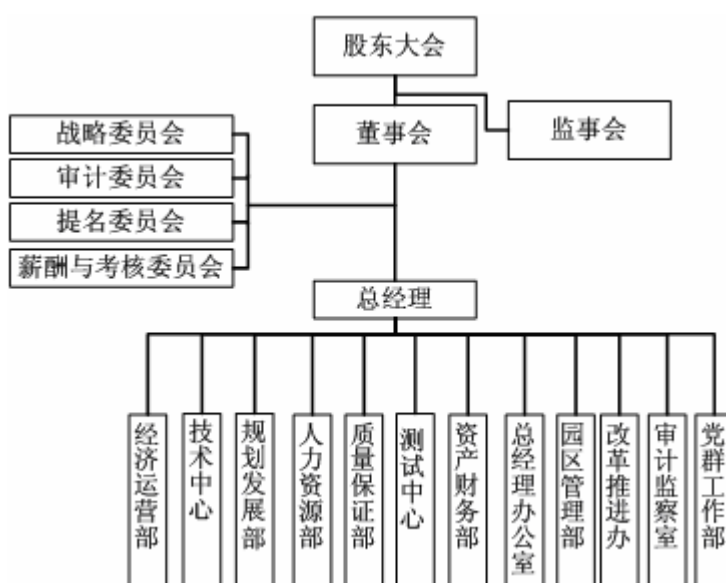 股东大会
董事会
监事会
战略委员会
审计委员会
提名委员会
薪酬与考核委员会
总经理
经济运营部
技术中心
规划发展部
人力资源部
质量保证部
测试中心
资产财务部
总经理办公室
园区管理部
改革推进办
审计监察室
党群工作部